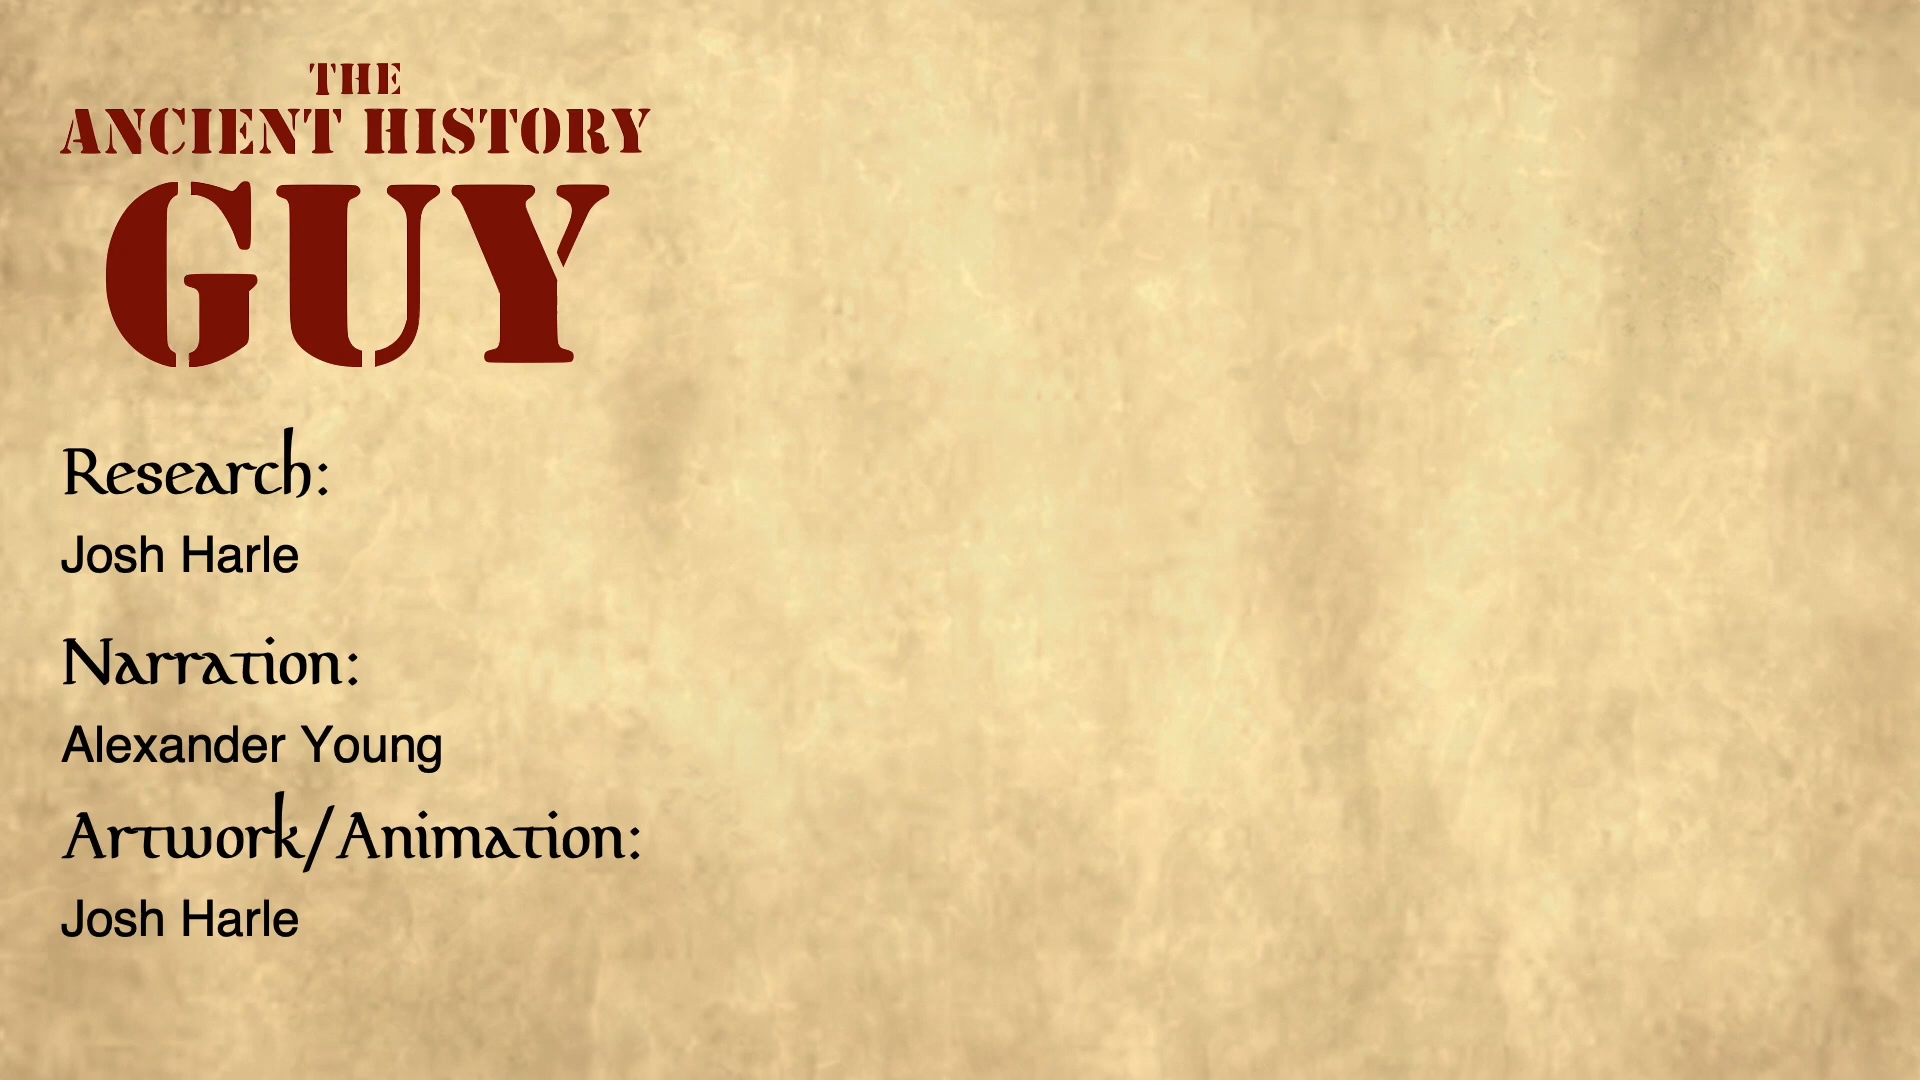 THE
ANCIENT HISTORY
GUY
Research:
Josh Harle
Narration:
Alexander Young
Artwork/Animation:
Josh Harle